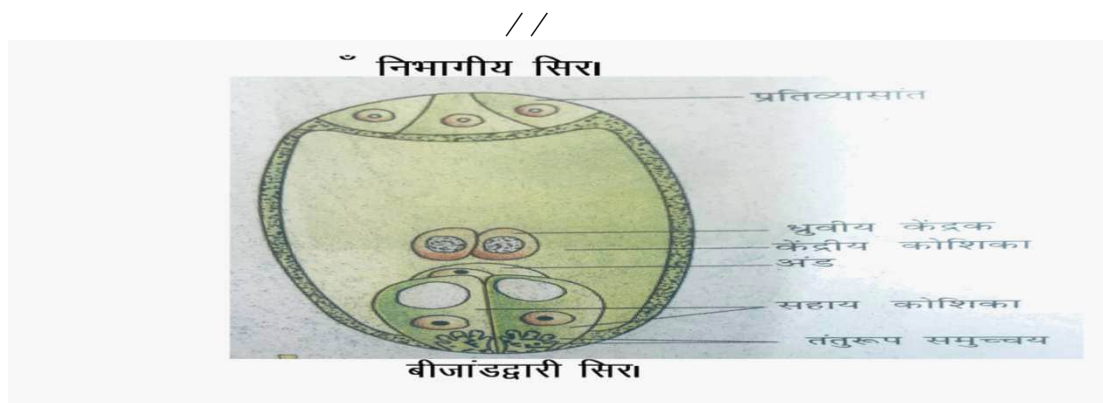 //
ँ निभागीय सिरा
प्रतिव्यासांत
ध्रुवीय केंद्रक
केंद्रीय कोशिका
अंड
सहाय कोशिका
तंतुरूप समुच्चय
बीजांडद्वारी सिरा